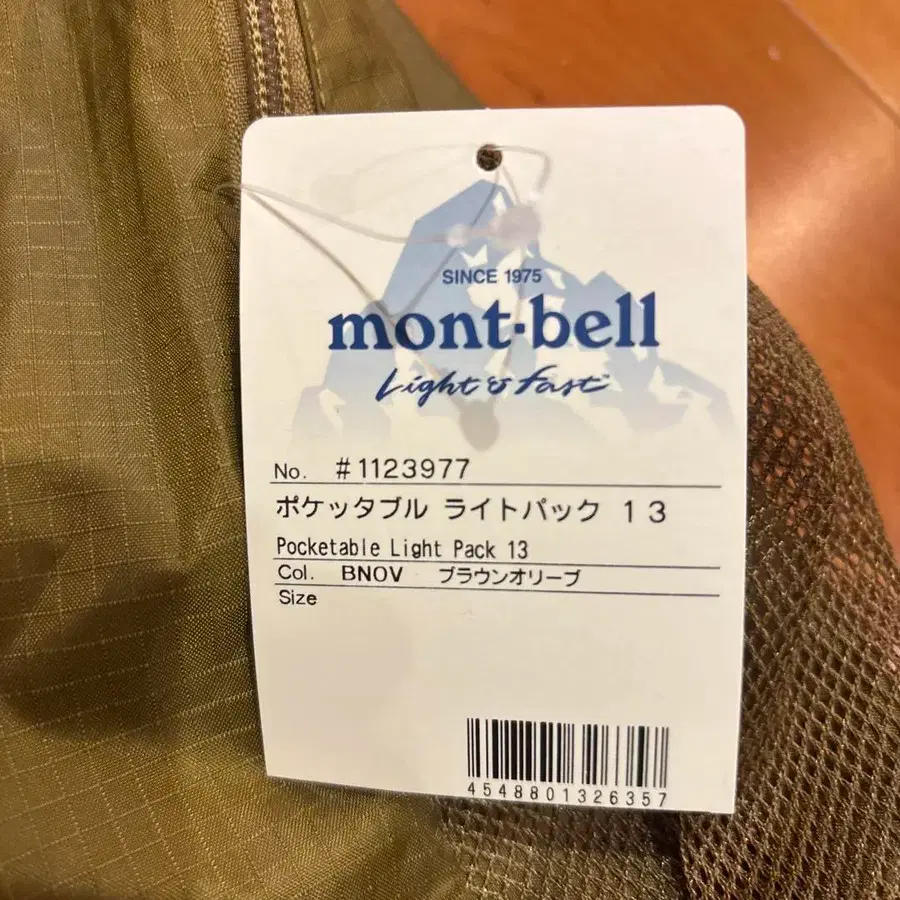 SINCE 1975
mont-bell
Light & Fast
No. #1123977
ポケッタブル ライトパック 13
Pocketable Light Pack 13
Col. BNOV ブラウンオリーブ
Size
4548801326357